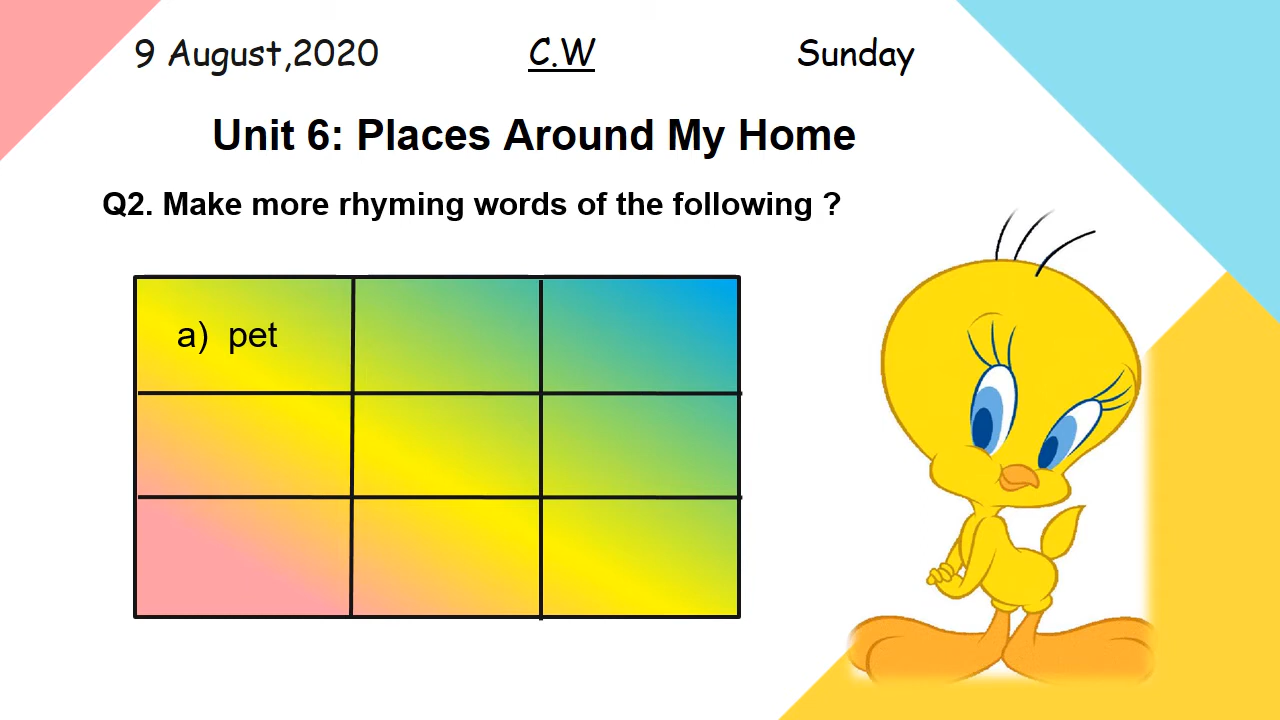 9 August,2020 C.W Sunday
Unit 6: Places Around My Home
Q2. Make more rhyming words of the following ?
a) pet